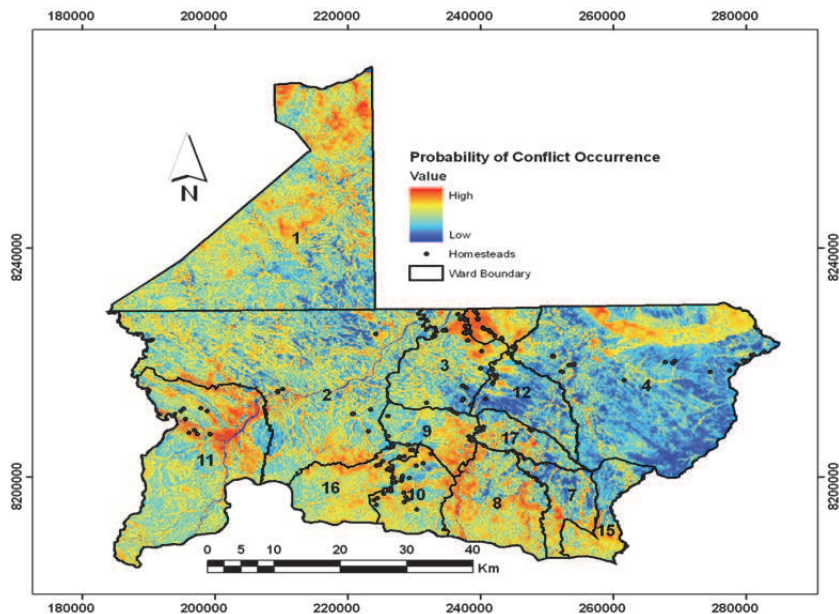 180000 200000 220000 240000 260000 280000
Probability of Conflict Occurrence
Value
High
Low
Homesteads
Ward Boundary
N
8240000 8240000
1
3
2
12
4
9
17
11
16
10
8
7
15
8220000 8220000
0 5 10 20 30 40
Km
180000 200000 220000 240000 260000 280000